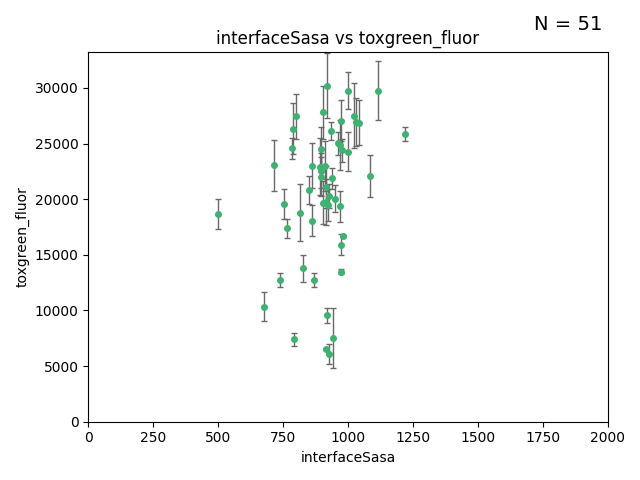 N = 51
interfaceSasa vs toxgreen_fluor
30000
25000
20000
15000
10000
5000
0
toxgreen_fluor
0 250 500 750 1000 1250 1500 1750 2000
interfaceSasa